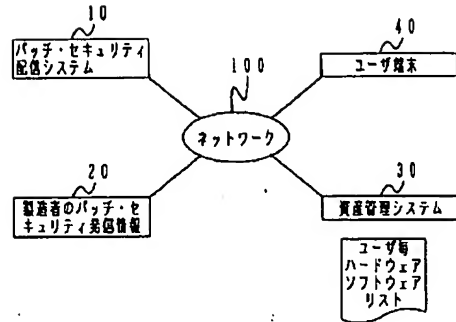 10
パッチ・セキュリティ
配信システム
40
ユーザ端末
100
ネットワーク
20
製造者のパッチ・セ
キュリティ発信情報
30
資産管理システム
ユーザ毎
ハードウェア
ソフトウェア
リスト